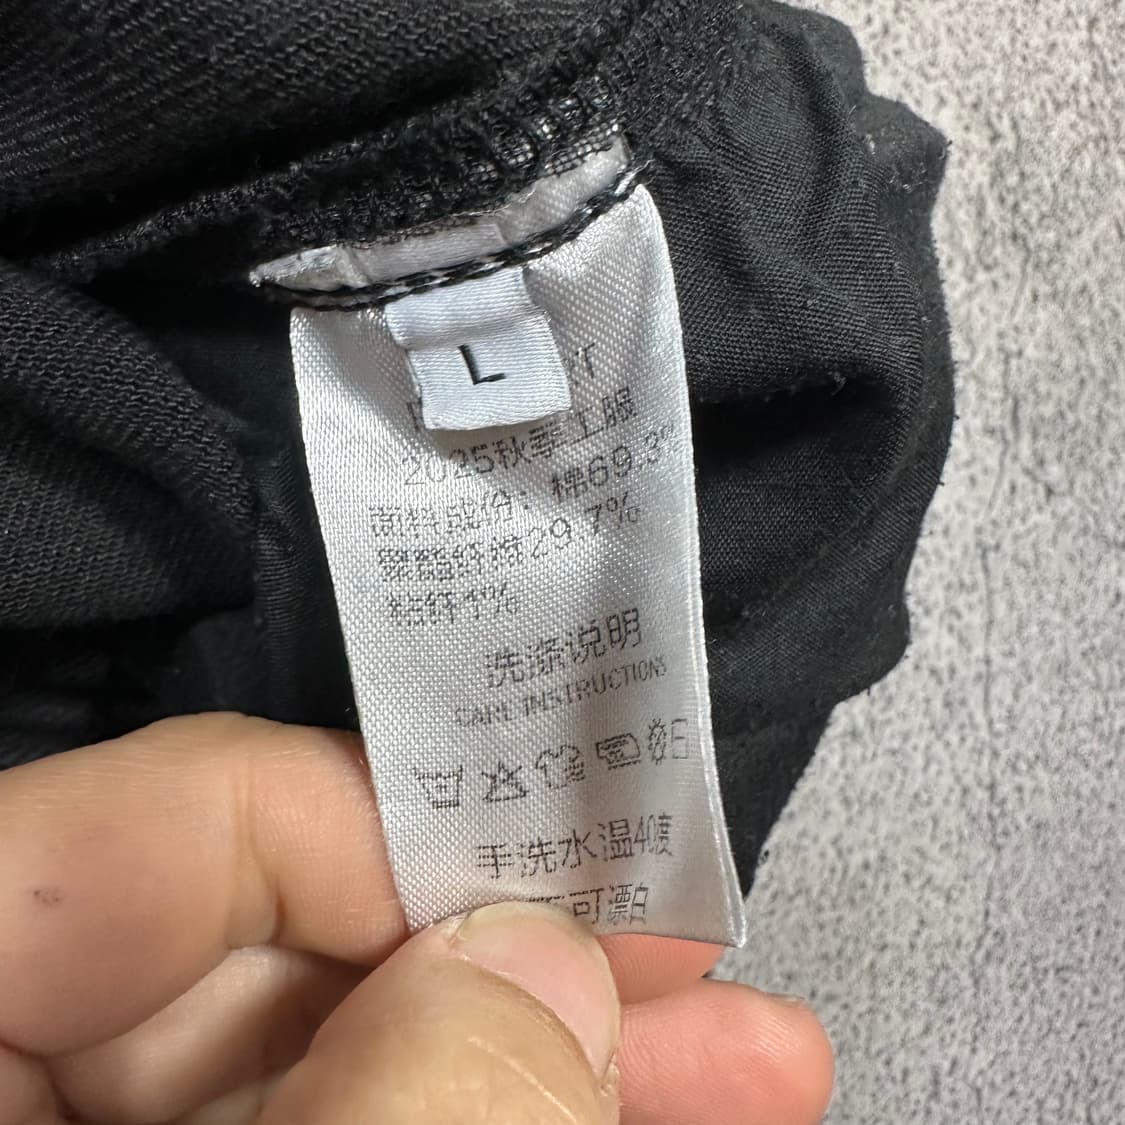 L
2025秋季工服
面料成份：棉69.3%
聚酯纤维29.7%
1%
洗涤说明
CARE INSTRUCTIONS
手洗水温40度
不可漂白